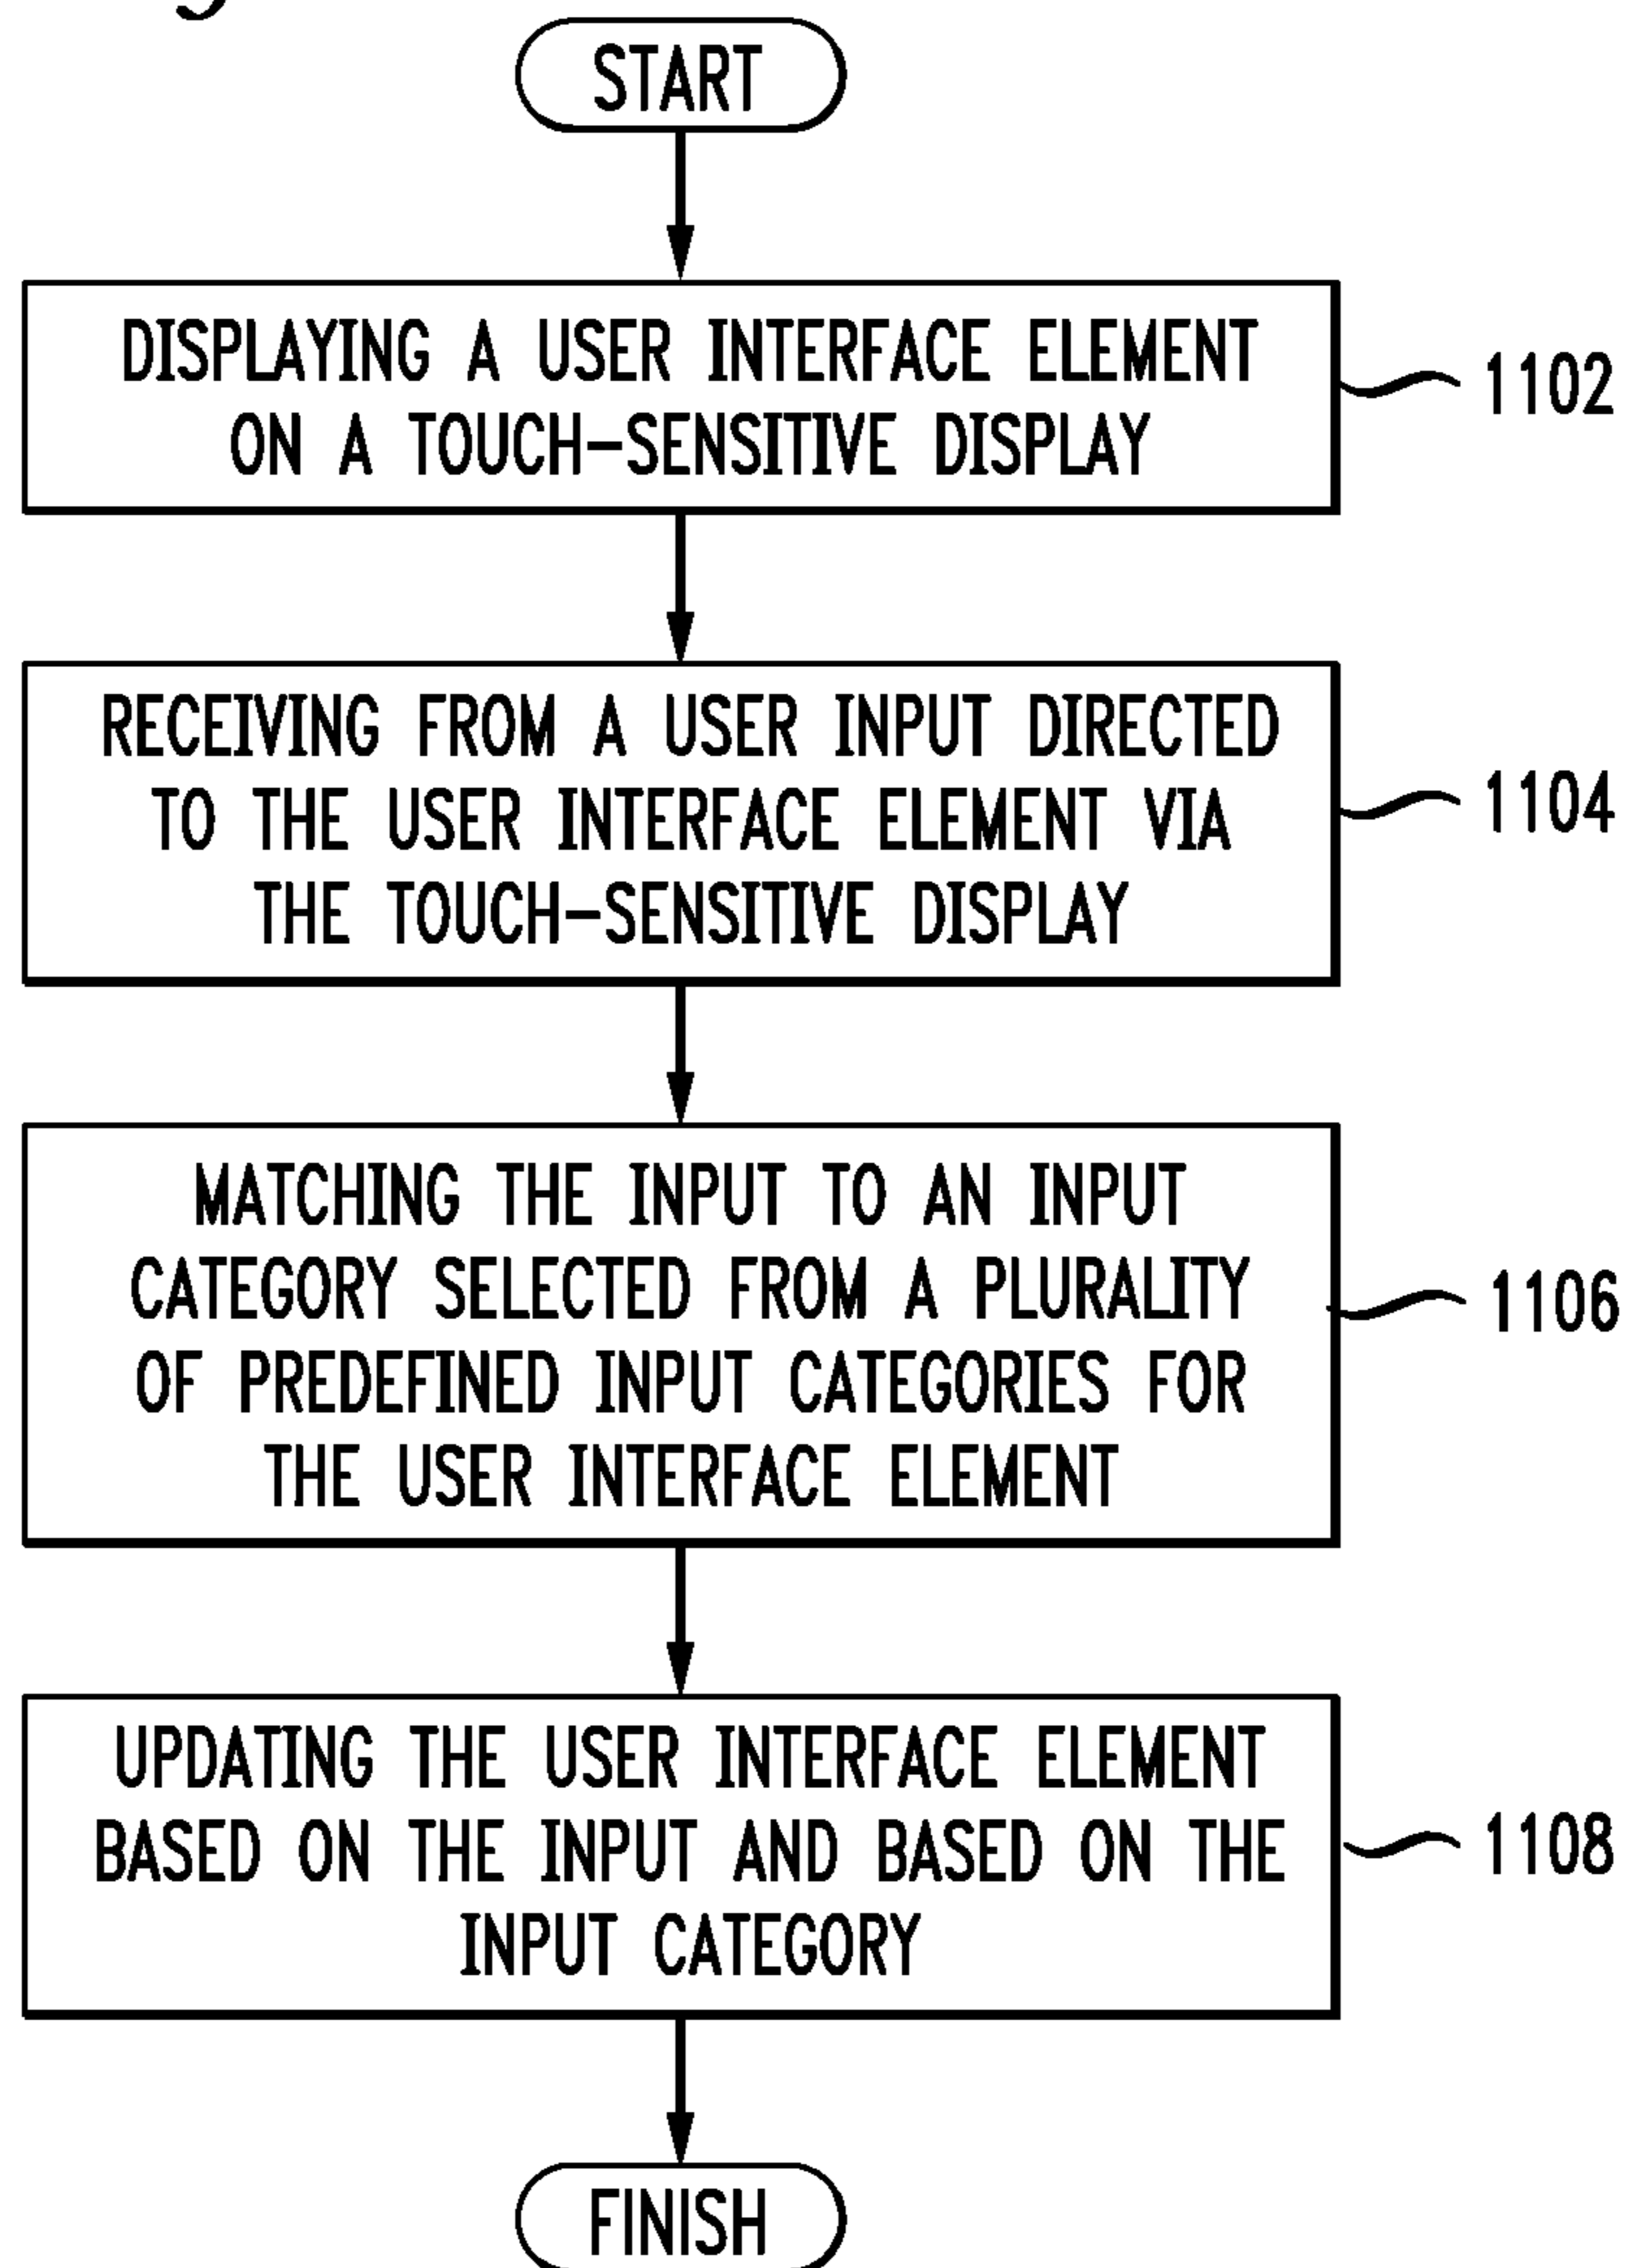 START
DISPLAYING A USER INTERFACE ELEMENT
ON A TOUCH-SENSITIVE DISPLAY
1102
RECEIVING FROM A USER INPUT DIRECTED
TO THE USER INTERFACE ELEMENT VIA
THE TOUCH-SENSITIVE DISPLAY
1104
MATCHING THE INPUT TO AN INPUT
CATEGORY SELECTED FROM A PLURALITY
OF PREDEFINED INPUT CATEGORIES FOR
THE USER INTERFACE ELEMENT
1106
UPDATING THE USER INTERFACE ELEMENT
BASED ON THE INPUT AND BASED ON THE
INPUT CATEGORY
1108
FINISH